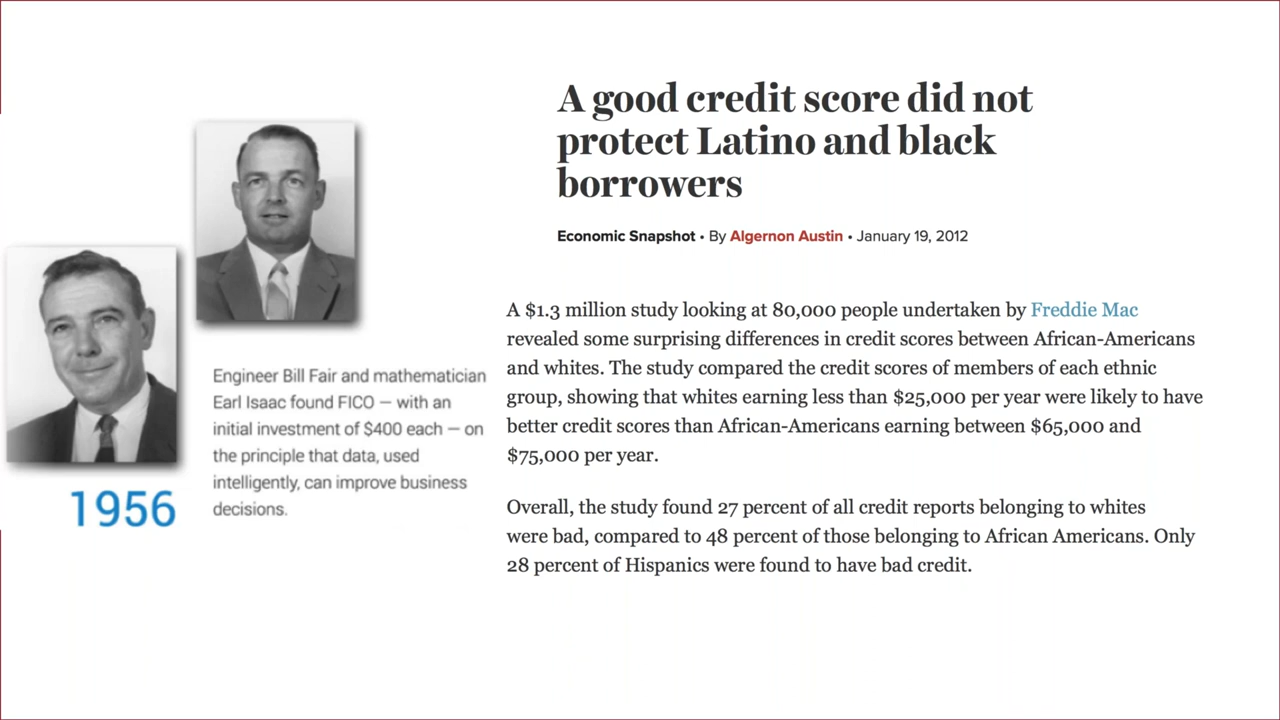 A good credit score did not
protect Latino and black
borrowers
Economic Snapshot • By Algernon Austin • January 19, 2012
A $1.3 million study looking at 80,000 people undertaken by Freddie Mac
revealed some surprising differences in credit scores between African-Americans
and whites. The study compared the credit scores of members of each ethnic
group, showing that whites earning less than $25,000 per year were likely to have
better credit scores than African-Americans earning between $65,000 and
$75,000 per year.
Overall, the study found 27 percent of all credit reports belonging to whites
were bad, compared to 48 percent of those belonging to African Americans. Only
28 percent of Hispanics were found to have bad credit.
Engineer Bill Fair and mathematician
Earl Isaac found FICO — with an
initial investment of $400 each — on
the principle that data, used
intelligently, can improve business
decisions.
1956